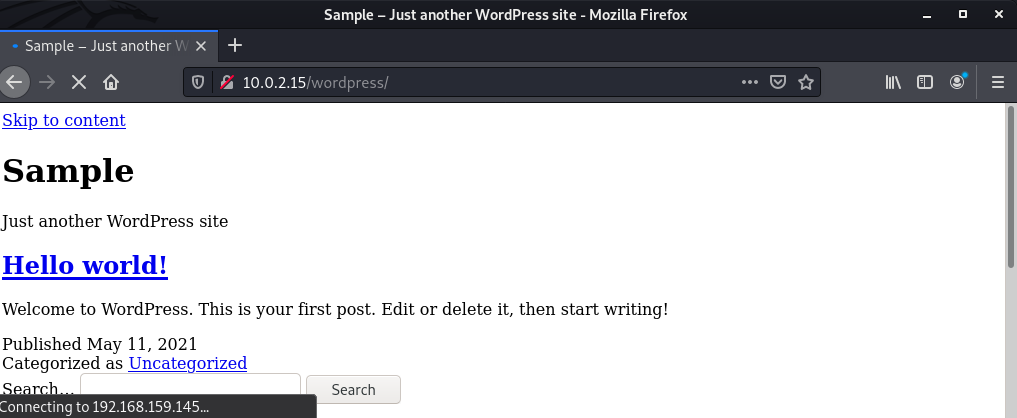 Sample – Just another WordPress site - Mozilla Firefox
Sample – Just another W
10.0.2.15/wordpress/
Skip to content
Sample
Just another WordPress site
Hello world!
Welcome to WordPress. This is your first post. Edit or delete it, then start writing!
Published May 11, 2021
Categorized as Uncategorized
Search… Search
Connecting to 192.168.159.145...